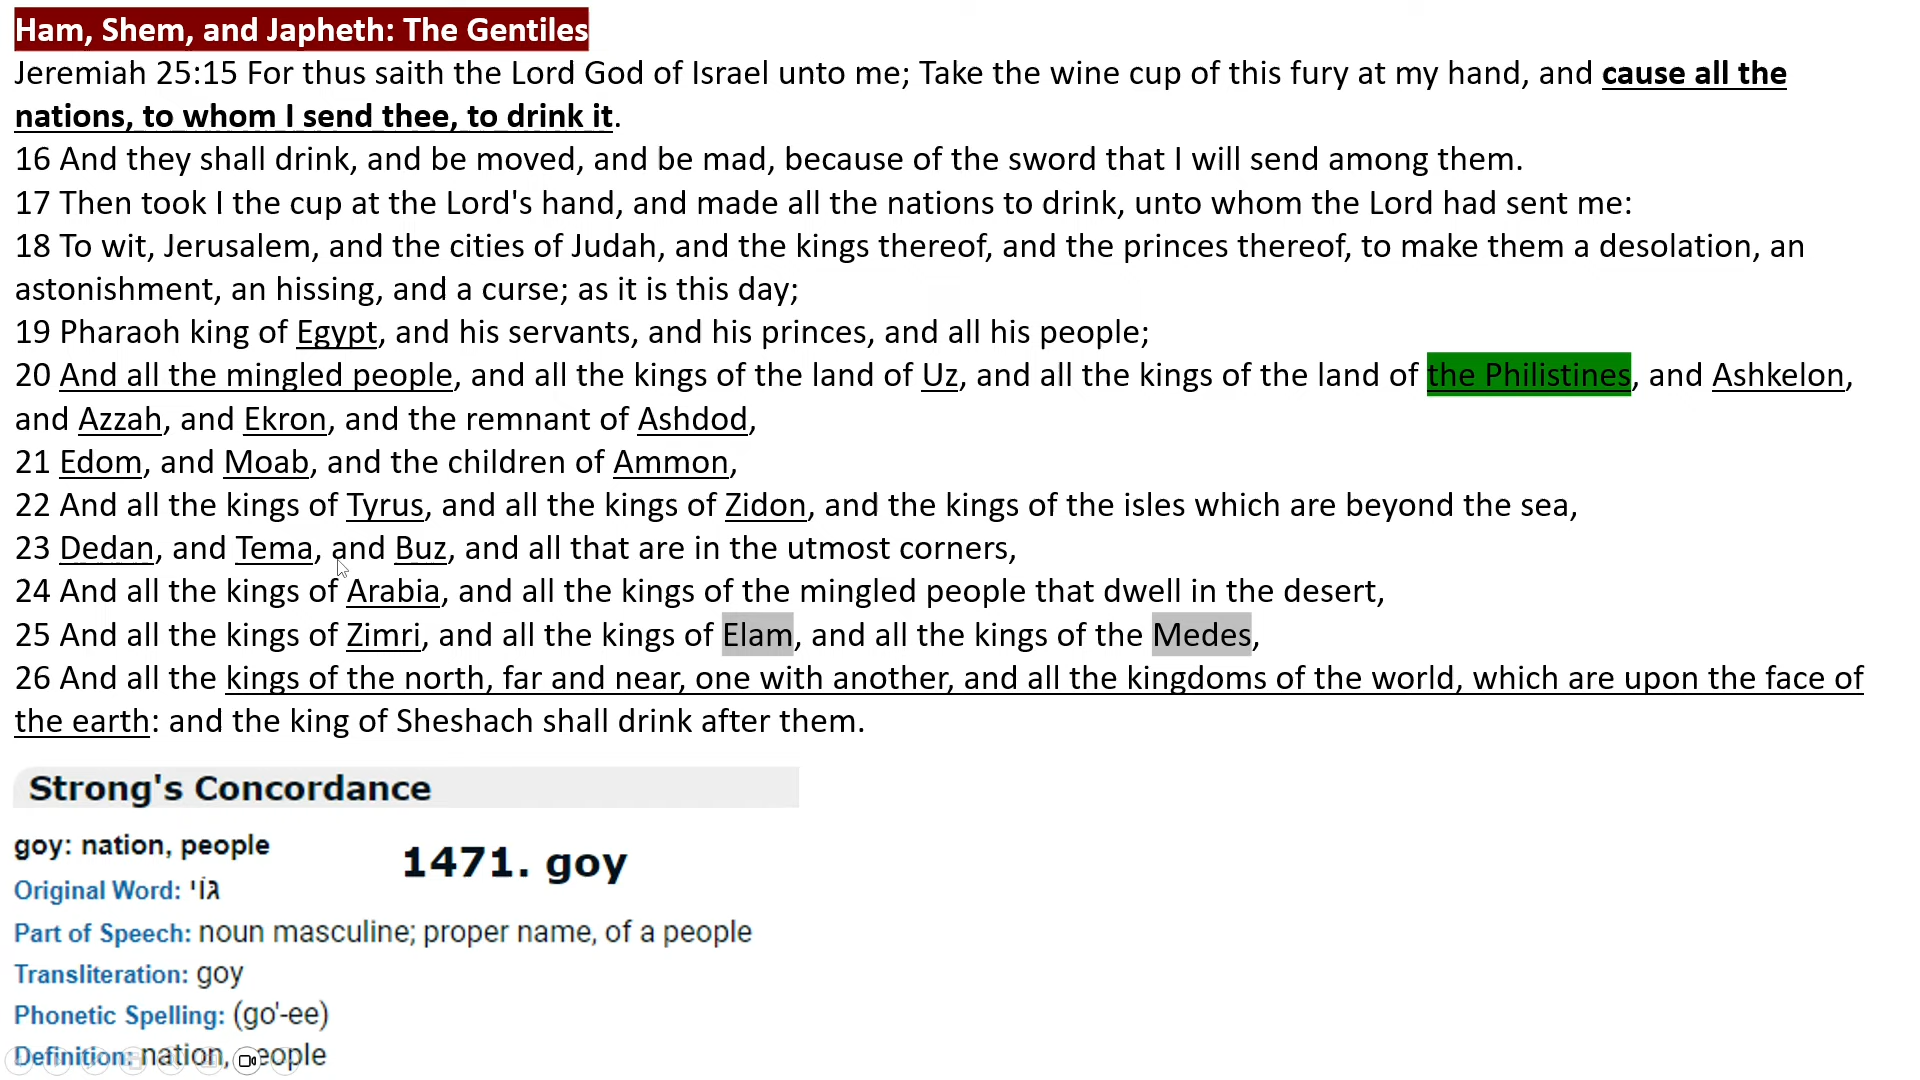 Ham, Shem, and Japheth: The Gentiles
Jeremiah 25:15 For thus saith the Lord God of Israel unto me; Take the wine cup of this fury at my hand, and cause all the
nations, to whom I send thee, to drink it.
16 And they shall drink, and be moved, and be mad, because of the sword that I will send among them.
17 Then took I the cup at the Lord's hand, and made all the nations to drink, unto whom the Lord had sent me:
18 To wit, Jerusalem, and the cities of Judah, and the kings thereof, and the princes thereof, to make them a desolation, an
astonishment, an hissing, and a curse; as it is this day;
19 Pharaoh king of Egypt, and his servants, and his princes, and all his people;
20 And all the mingled people, and all the kings of the land of Uz, and all the kings of the land of the Philistines, and Ashkelon,
and Azzah, and Ekron, and the remnant of Ashdod,
21 Edom, and Moab, and the children of Ammon,
22 And all the kings of Tyrus, and all the kings of Zidon, and the kings of the isles which are beyond the sea,
23 Dedan, and Tema, and Buz, and all that are in the utmost corners,
24 And all the kings of Arabia, and all the kings of the mingled people that dwell in the desert,
25 And all the kings of Zimri, and all the kings of Elam, and all the kings of the Medes,
26 And all the kings of the north, far and near, one with another, and all the kingdoms of the world, which are upon the face of
the earth: and the king of Sheshach shall drink after them.
Strong's Concordance
goy: nation, people
1471. goy
Original Word: גּוֹי
Part of Speech: noun masculine; proper name, of a people
Transliteration: goy
Phonetic Spelling: (go'-ee)
Definition: nation, people